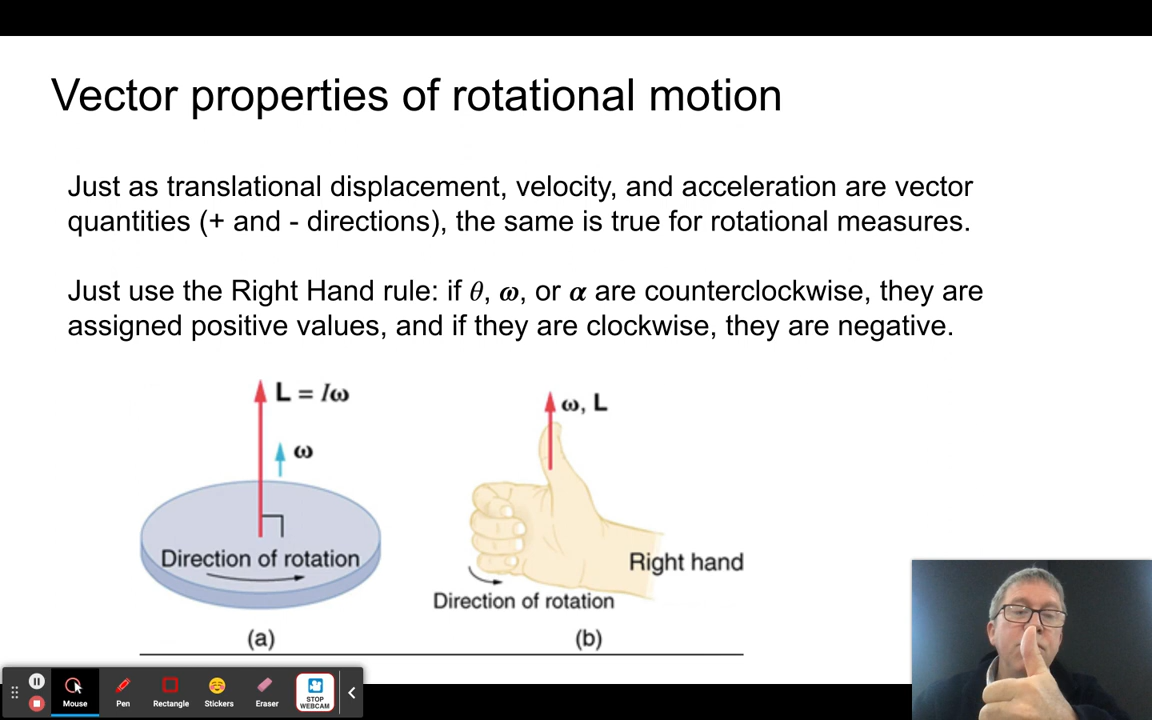 Vector properties of rotational motion
Just as translational displacement, velocity, and acceleration are vector
quantities (+ and - directions), the same is true for rotational measures.
Just use the Right Hand rule: if θ, ω, or α are counterclockwise, they are
assigned positive values, and if they are clockwise, they are negative.
L = Iω
ω
Direction of rotation
(a)
ω, L
Right hand
Direction of rotation
(b)
Mouse
Pen
Rectangle
Stickers
Eraser
STOP
WEBCAM